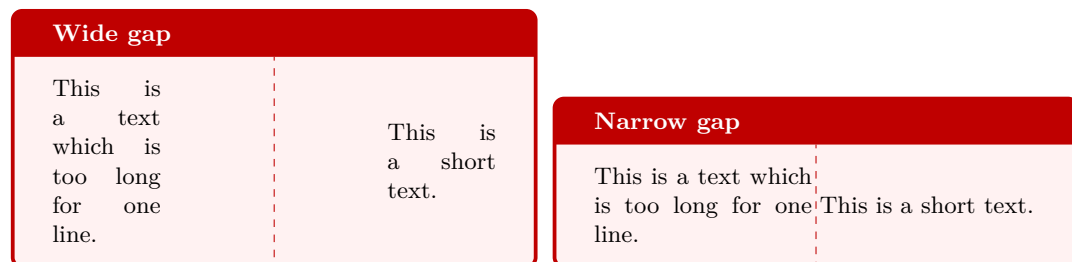 Wide gap
This is
a text
which is
too long
for one
line.
This is
a short
text.
Narrow gap
This is a text which
is too long for one
line.
This is a short text.